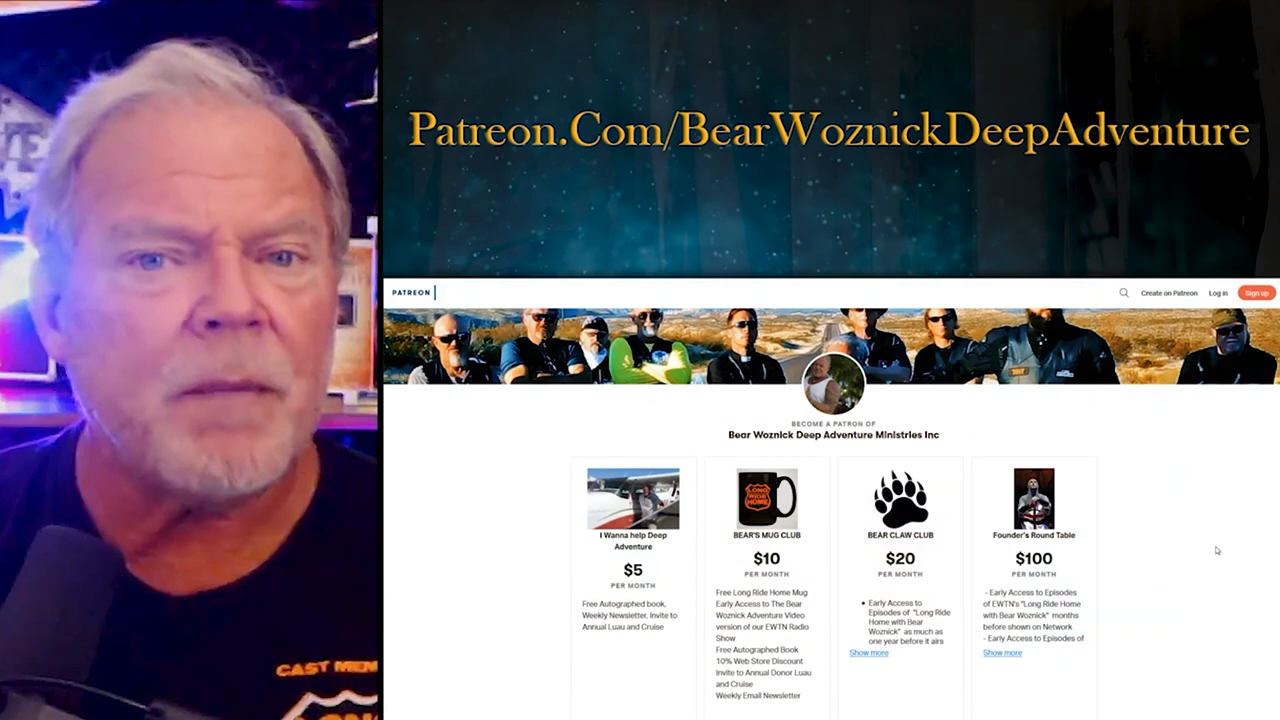 Patreon.Com/BearWoznickDeepAdventure
PATREON
Create on Patreon
Log in
Sign up
BECOME A PATRON OF
Bear Woznick Deep Adventure Ministries Inc
I Wanna help Deep
Adventure
$5
PER MONTH
Free Autographed book,
Weekly Newsletter, Invite to
Annual Luau and Cruise
LONG
RIDE
HOME
BEAR'S MUG CLUB
$10
PER MONTH
Free Long Ride Home Mug
Early Access to The Bear
Woznick Adventure Video
version of our EWTN Radio
Show
Free Autographed Book
10% Web Store Discount
Invite to Annual Donor Luau
and Cruise
Weekly Email Newsletter
BEAR CLAW CLUB
$20
PER MONTH
• Early Access to
Episodes of "Long Ride
Home with Bear
Woznick" as much as
one year before it airs
Show more
Founder's Round Table
$100
PER MONTH
- Early Access to Episodes
of EWTN's "Long Ride Home
with Bear Woznick" months
before shown on Network
- Early Access to Episodes of
Show more
CAST MEM